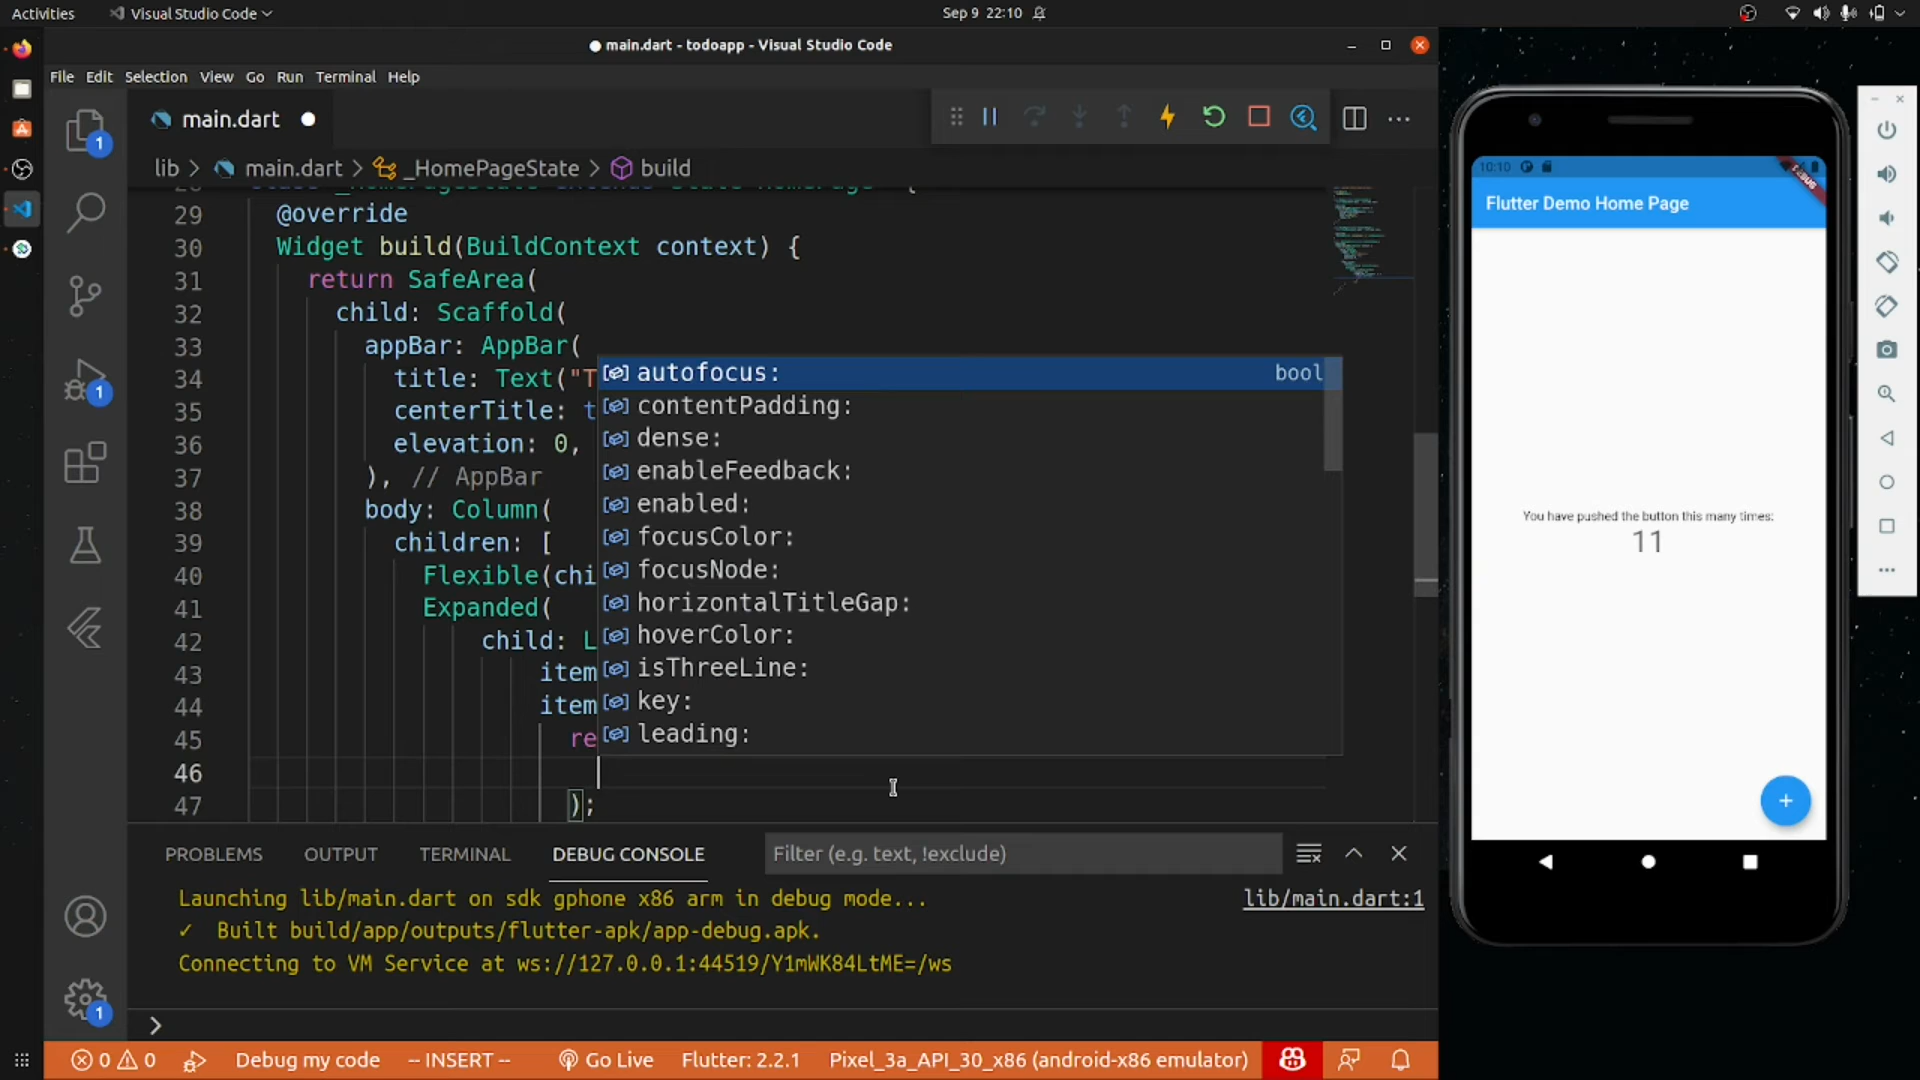 Activities
Visual Studio Code
Sep 9 22:10
main.dart - todoapp - Visual Studio Code
File Edit Selection View Go Run Terminal Help
main.dart
lib > main.dart > _HomePageState > build
29 @override
30 Widget build(BuildContext context) {
31 return SafeArea(
32 child: Scaffold(
33 appBar: AppBar(
34 title: Text("T
35 centerTitle: t
36 elevation: 0,
37 ), // AppBar
38 body: Column(
39 children: [
40 Flexible(chi
41 Expanded(
42 child: L
43 item
44 item
45 re
46
47 );
autofocus: bool
contentPadding:
dense:
enableFeedback:
enabled:
focusColor:
focusNode:
horizontalTitleGap:
hoverColor:
isThreeLine:
key:
leading:
1
1
1
PROBLEMS OUTPUT TERMINAL DEBUG CONSOLE
Filter (e.g. text, !exclude)
Launching lib/main.dart on sdk gphone x86 arm in debug mode...
lib/main.dart:1
✓ Built build/app/outputs/flutter-apk/app-debug.apk.
Connecting to VM Service at ws://127.0.0.1:44519/Y1mWK84LtME=/ws
>
0 0 Debug my code -- INSERT -- Go Live Flutter: 2.2.1 Pixel_3a_API_30_x86 (android-x86 emulator)
10:10
DEBUG
Flutter Demo Home Page
You have pushed the button this many times:
11
+